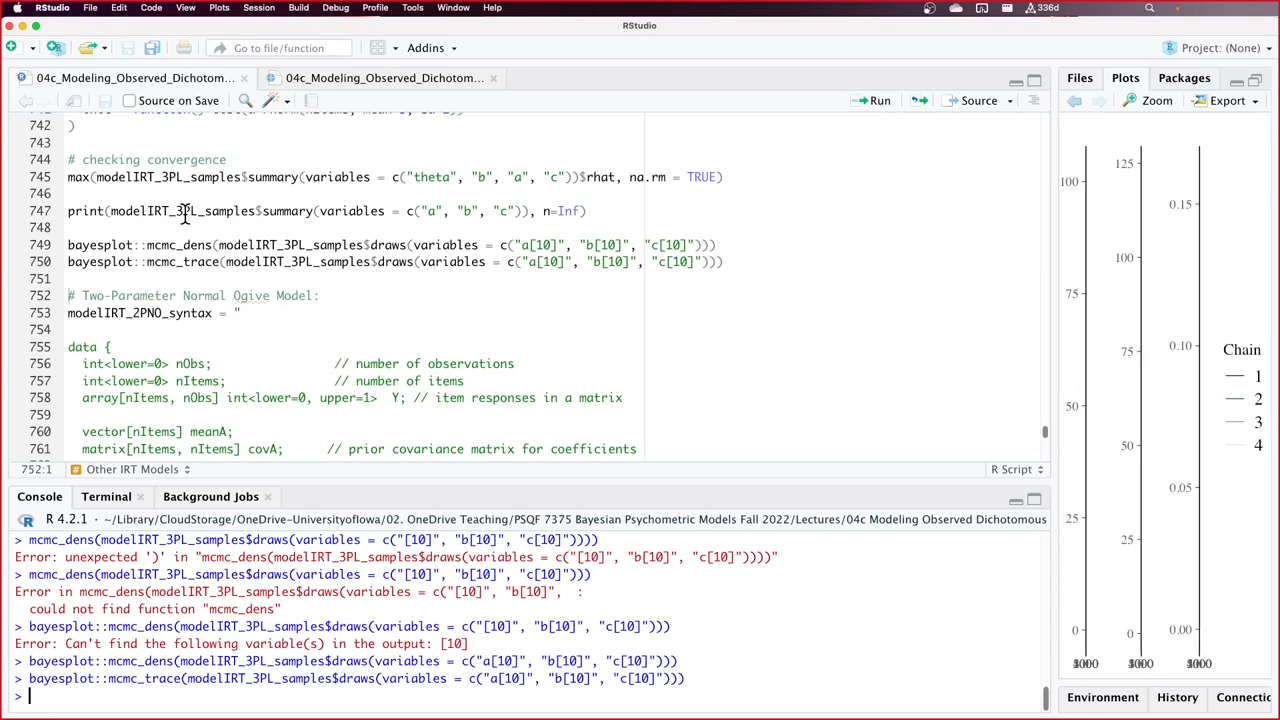 RStudio File Edit Code View Plots Session Build Debug Profile Tools Window Help 336d
RStudio
Go to file/function Addins Project: (None)
04c_Modeling_Observed_Dichotom... 04c_Modeling_Observed_Dichotom...
Source on Save Run Source
742 )
743
744 # checking convergence
745 max(modelIRT_3PL_samples$summary(variables = c("theta", "b", "a", "c"))$rhat, na.rm = TRUE)
746
747 print(modelIRT_3PL_samples$summary(variables = c("a", "b", "c")), n=Inf)
748
749 bayesplot::mcmc_dens(modelIRT_3PL_samples$draws(variables = c("a[10]", "b[10]", "c[10]")))
750 bayesplot::mcmc_trace(modelIRT_3PL_samples$draws(variables = c("a[10]", "b[10]", "c[10]")))
751
752 # Two-Parameter Normal Ogive Model:
753 modelIRT_2PNO_syntax = "
754
755 data {
756 int<lower=0> nObs; // number of observations
757 int<lower=0> nItems; // number of items
758 array[nItems, nObs] int<lower=0, upper=1> Y; // item responses in a matrix
759
760 vector[nItems] meanA;
761 matrix[nItems, nItems] covA; // prior covariance matrix for coefficients
752:1 # Other IRT Models R Script
Console Terminal Background Jobs
R 4.2.1 · ~/Library/CloudStorage/OneDrive-UniversityofIowa/02. OneDrive Teaching/PSQF 7375 Bayesian Psychometric Models Fall 2022/Lectures/04c Modeling Observed Dichotomous
> mcmc_dens(modelIRT_3PL_samples$draws(variables = c("[10]", "b[10]", "c[10]"))))
Error: unexpected ')' in "mcmc_dens(modelIRT_3PL_samples$draws(variables = c("[10]", "b[10]", "c[10]"))))"
> mcmc_dens(modelIRT_3PL_samples$draws(variables = c("[10]", "b[10]", "c[10]")))
Error in mcmc_dens(modelIRT_3PL_samples$draws(variables = c("[10]", "b[10]", :
could not find function "mcmc_dens"
> bayesplot::mcmc_dens(modelIRT_3PL_samples$draws(variables = c("[10]", "b[10]", "c[10]")))
Error: Can't find the following variable(s) in the output: [10]
> bayesplot::mcmc_dens(modelIRT_3PL_samples$draws(variables = c("a[10]", "b[10]", "c[10]")))
> bayesplot::mcmc_trace(modelIRT_3PL_samples$draws(variables = c("a[10]", "b[10]", "c[10]")))
>
Files Plots Packages
Zoom Export
125
100 0.15
100
75
75 0.10
Chain
1
2
50
3
50
4
0.05
25
25
0 0 0.00
Environment History Connectic